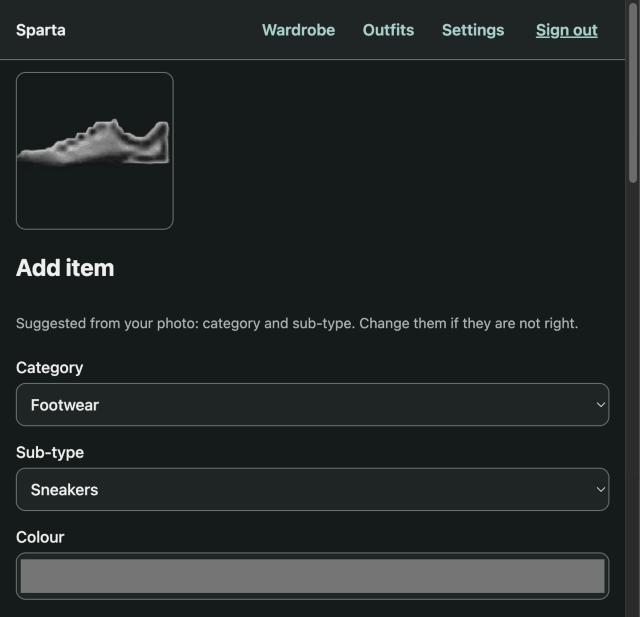 Sparta
Wardrobe
Outfits
Settings
Sign out
Add item
Suggested from your photo: category and sub-type. Change them if they are not right.
Category
Footwear
Sub-type
Sneakers
Colour